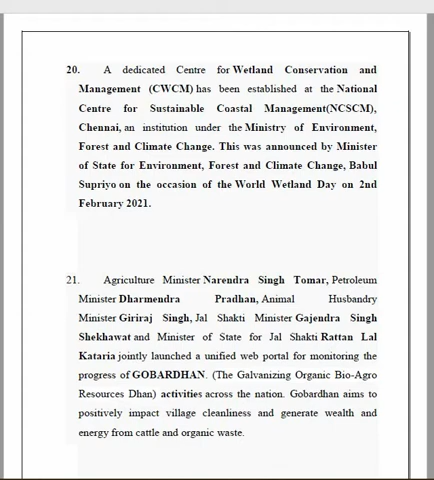 20. A dedicated Centre for Wetland Conservation and
Management (CWCM) has been established at the National
Centre for Sustainable Coastal Management(NCSCM),
Chennai, an institution under the Ministry of Environment,
Forest and Climate Change. This was announced by Minister
of State for Environment, Forest and Climate Change, Babul
Supriyo on the occasion of the World Wetland Day on 2nd
February 2021.
21. Agriculture Minister Narendra Singh Tomar, Petroleum
Minister Dharmendra Pradhan, Animal Husbandry
Minister Giriraj Singh, Jal Shakti Minister Gajendra Singh
Shekhawat and Minister of State for Jal Shakti Rattan Lal
Kataria jointly launched a unified web portal for monitoring the
progress of GOBARDHAN. (The Galvanizing Organic Bio-Agro
Resources Dhan) activities across the nation. Gobardhan aims to
positively impact village cleanliness and generate wealth and
energy from cattle and organic waste.